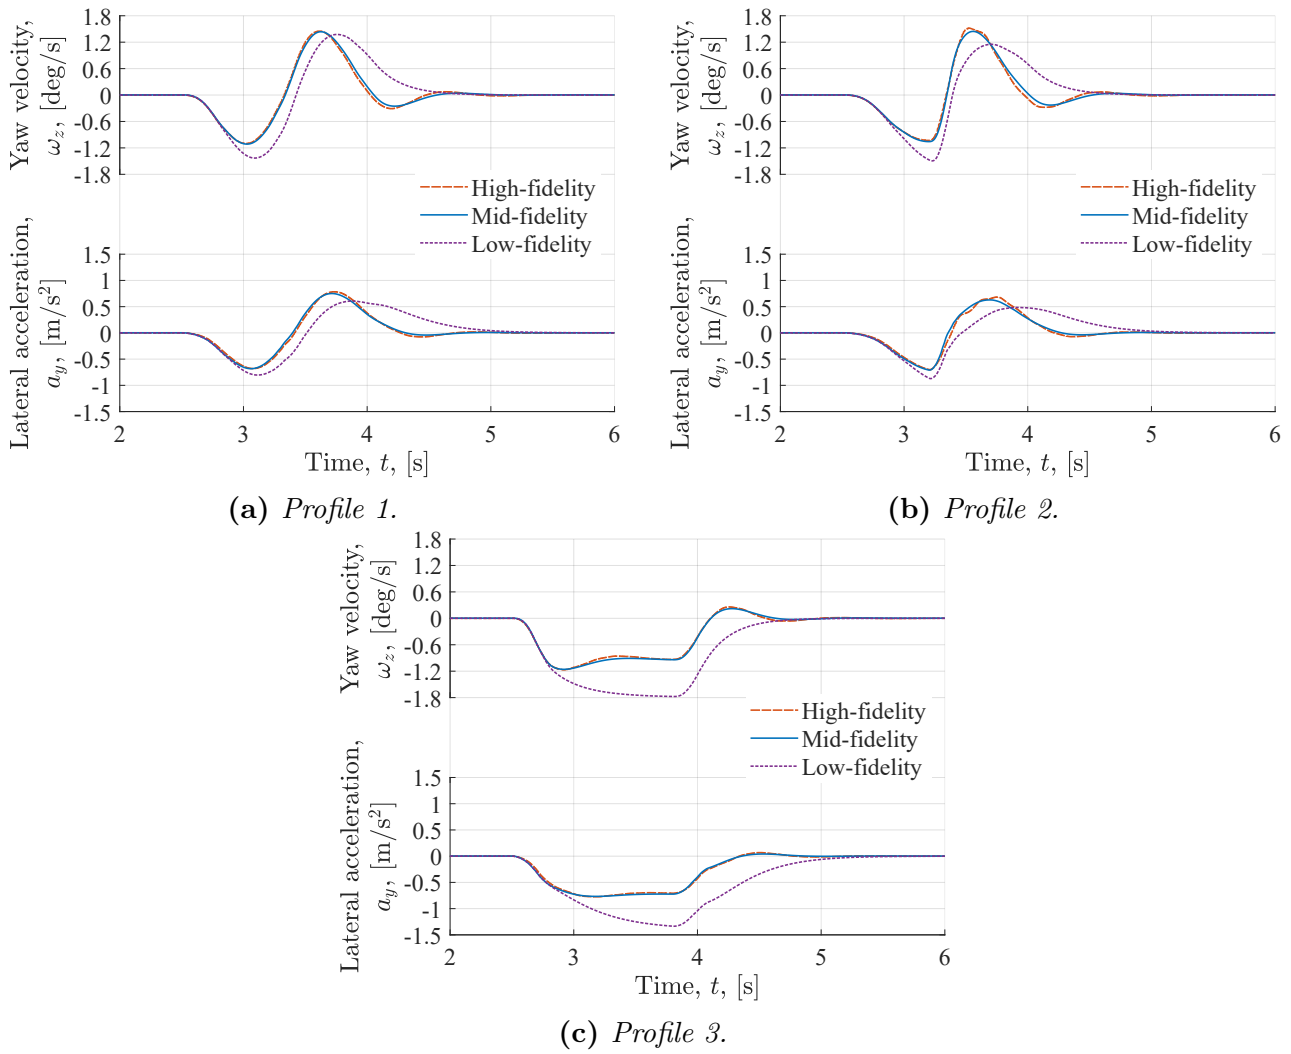 Yaw velocity,
ω_z, [deg/s]
1.8
1.2
0.6
0
-0.6
-1.2
-1.8
High-fidelity
Mid-fidelity
Low-fidelity
Lateral acceleration,
a_y, [m/s²]
1.5
1
0.5
0
-0.5
-1
-1.5
2 3 4 5 6
Time, t, [s]
(a) Profile 1.
Yaw velocity,
ω_z, [deg/s]
1.8
1.2
0.6
0
-0.6
-1.2
-1.8
High-fidelity
Mid-fidelity
Low-fidelity
Lateral acceleration,
a_y, [m/s²]
1.5
1
0.5
0
-0.5
-1
-1.5
2 3 4 5 6
Time, t, [s]
(b) Profile 2.
Yaw velocity,
ω_z, [deg/s]
1.8
1.2
0.6
0
-0.6
-1.2
-1.8
High-fidelity
Mid-fidelity
Low-fidelity
Lateral acceleration,
a_y, [m/s²]
1.5
1
0.5
0
-0.5
-1
-1.5
2 3 4 5 6
Time, t, [s]
(c) Profile 3.